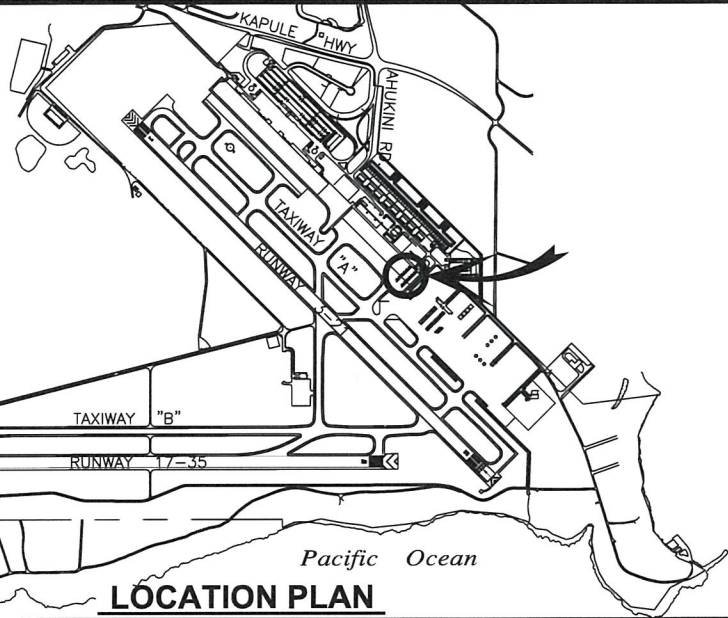 KAPULE HWY
AHUKINI RD
TAXIWAY
"A"
RUNWAY
TAXIWAY "B"
RUNWAY 17-35
Pacific Ocean
LOCATION PLAN